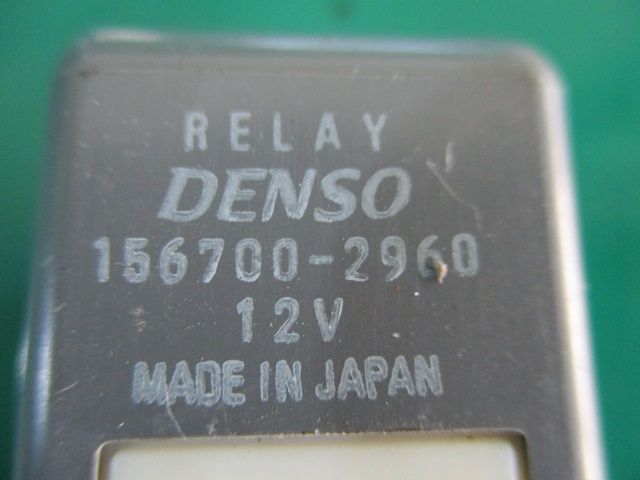 RELAY
DENSO
156700-2960
12V
MADE IN JAPAN